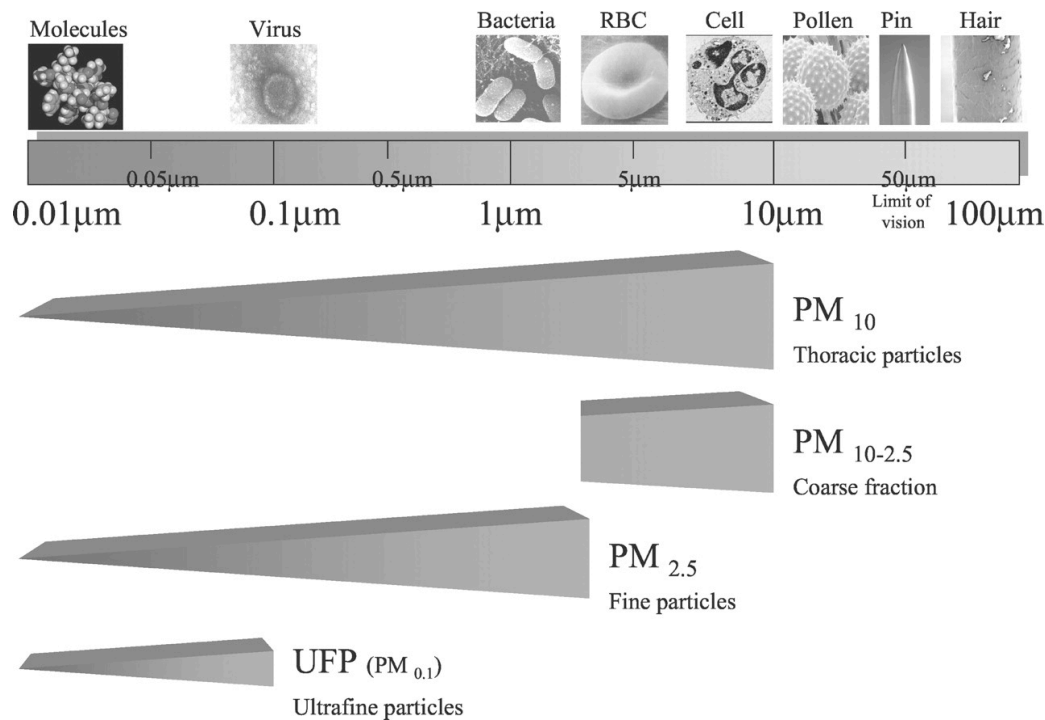 Molecules Virus Bacteria RBC Cell Pollen Pin Hair
0.05μm 0.5μm 5μm 50μm
0.01μm 0.1μm 1μm 10μm 100μm
Limit of
vision
PM 10
Thoracic particles
PM 10-2.5
Coarse fraction
PM 2.5
Fine particles
UFP (PM 0.1)
Ultrafine particles